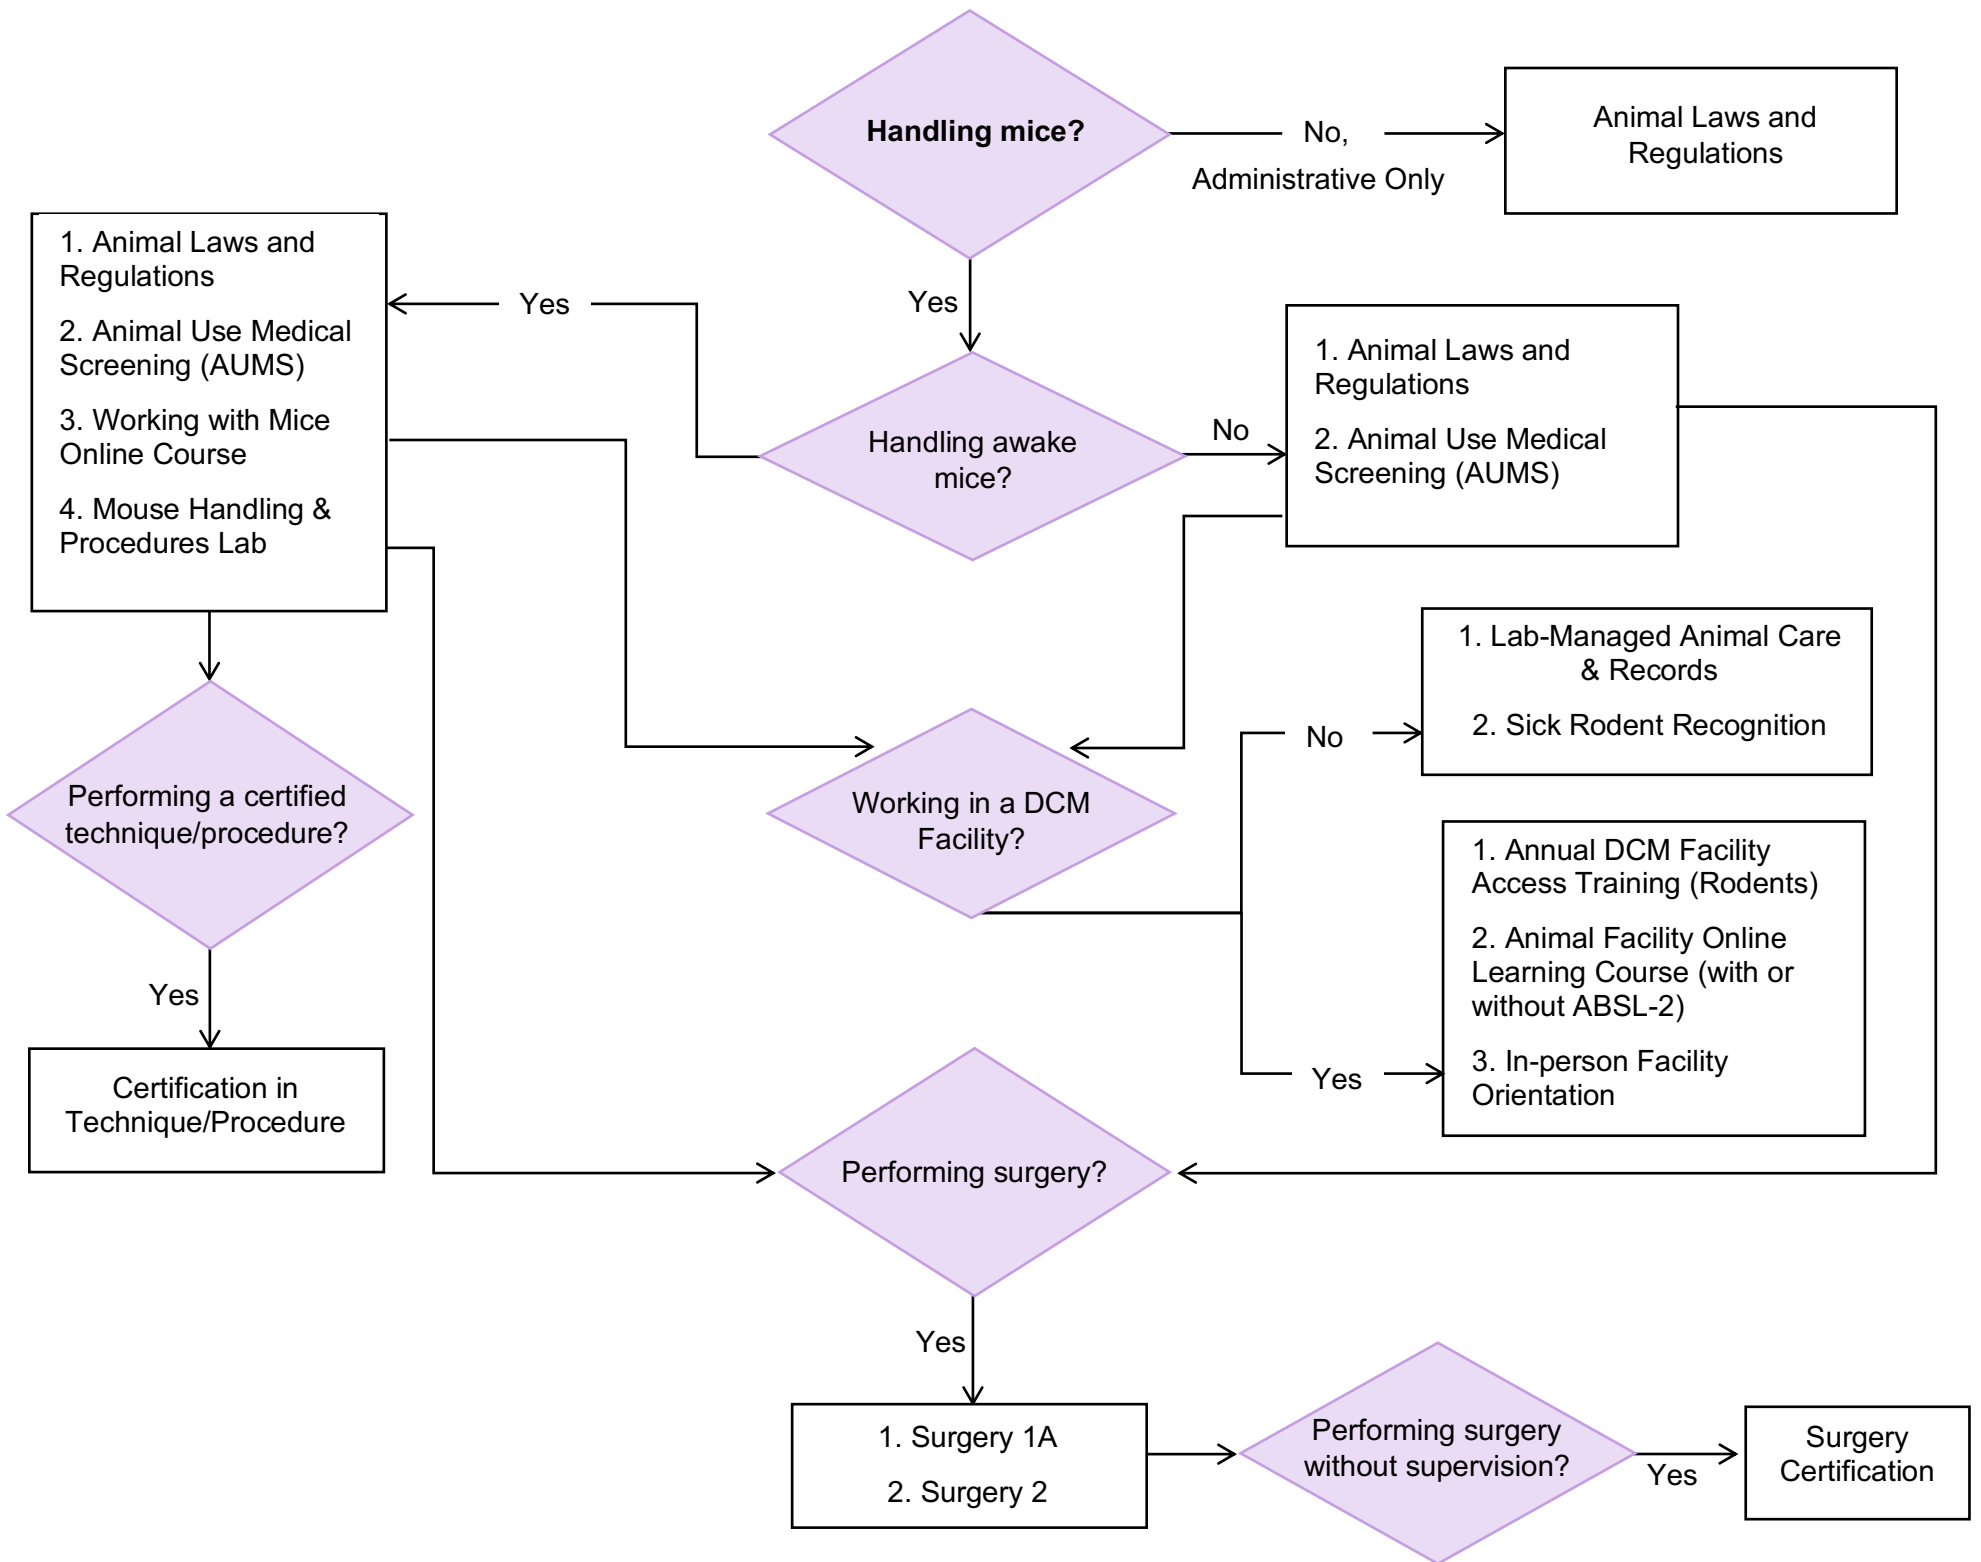 Handling mice?
No,
Administrative Only
Animal Laws and
Regulations
1. Animal Laws and
Regulations
2. Animal Use Medical
Screening (AUMS)
3. Working with Mice
Online Course
4. Mouse Handling &
Procedures Lab
Yes
Yes
Handling awake
mice?
No
1. Animal Laws and
Regulations
2. Animal Use Medical
Screening (AUMS)
1. Lab-Managed Animal Care
& Records
2. Sick Rodent Recognition
No
Performing a certified
technique/procedure?
Working in a DCM
Facility?
1. Annual DCM Facility
Access Training (Rodents)
2. Animal Facility Online
Learning Course (with or
without ABSL-2)
3. In-person Facility
Orientation
Yes
Yes
Certification in
Technique/Procedure
Performing surgery?
Yes
1. Surgery 1A
2. Surgery 2
Performing surgery
without supervision?
Yes
Surgery
Certification